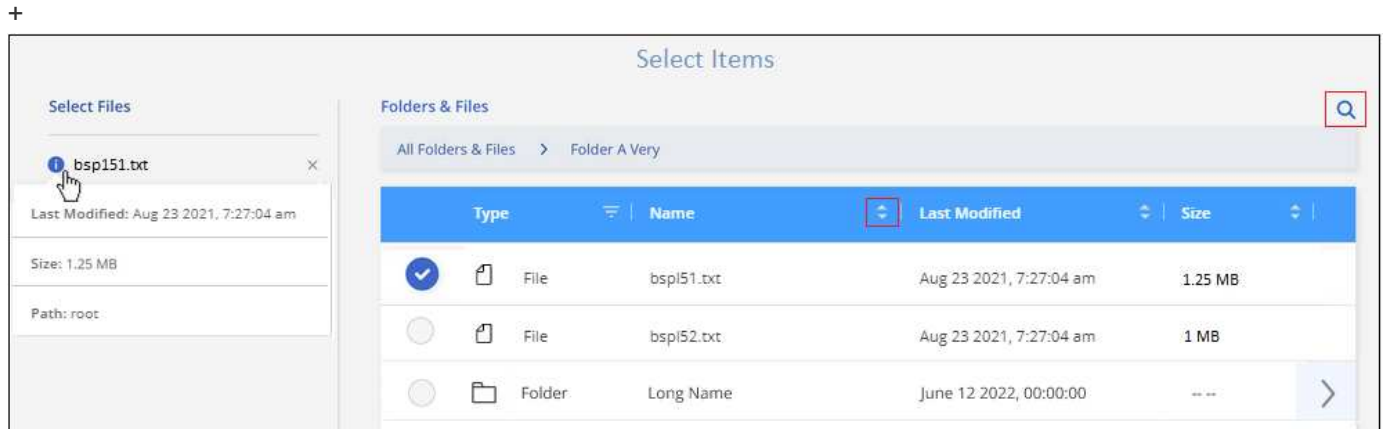 +
Select Items
Select Files
bsp151.txt ×
Last Modified: Aug 23 2021, 7:27:04 am
Size: 1.25 MB
Path: root
Folders & Files
All Folders & Files > Folder A Very
Type Name Last Modified Size
File bspl51.txt Aug 23 2021, 7:27:04 am 1.25 MB
File bspl52.txt Aug 23 2021, 7:27:04 am 1 MB
Folder Long Name June 12 2022, 00:00:00 -- --